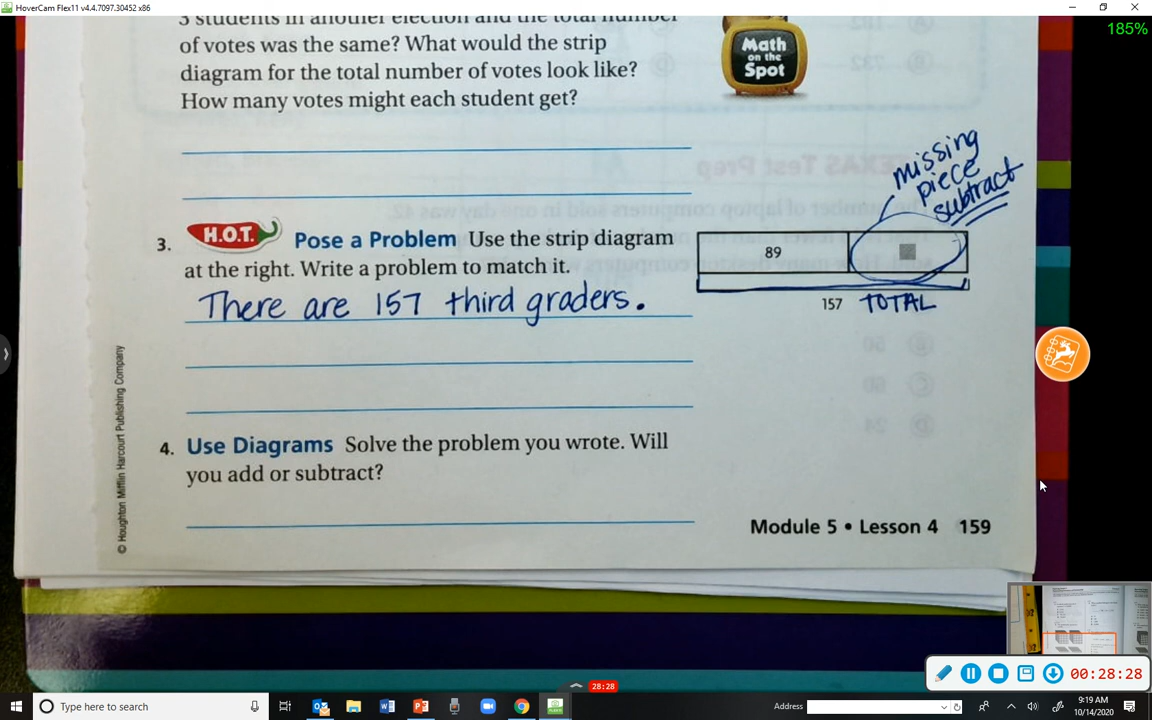 HoverCam Flex11 v4.4.7097.30452 x86
185%
3 students in another election and the total number
of votes was the same? What would the strip
diagram for the total number of votes look like?
How many votes might each student get?
Math
on the
Spot
missing
piece
subtract
3. H.O.T. Pose a Problem Use the strip diagram
at the right. Write a problem to match it.
89
157 TOTAL
There are 157 third graders.
4. Use Diagrams Solve the problem you wrote. Will
you add or subtract?
© Houghton Mifflin Harcourt Publishing Company
Module 5 • Lesson 4 159
00:28:28
28:28
Type here to search
Address
9:19 AM
10/14/2020